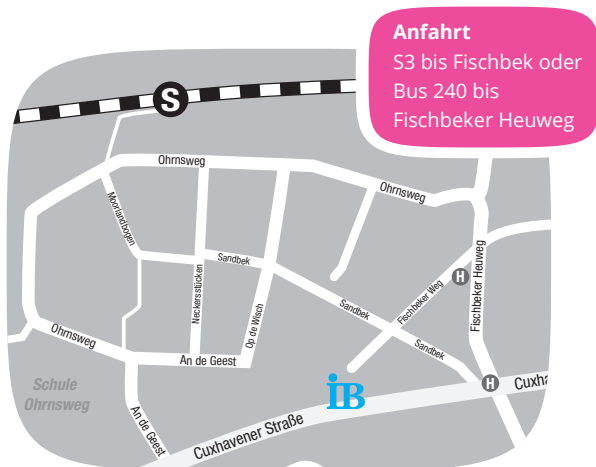 Anfahrt
S3 bis Fischbek oder
Bus 240 bis
Fischbeker Heuweg
S
Ohrnsweg
Ohrnsweg
Moorlandbogen
Neckersstücken
Sandbek
Op de Wisch
Sandbek
Fischbeker Weg
H
Fischbeker Heuweg
Sandbek
Ohrnsweg
An de Geest
Schule
Ohrnsweg
An de Geest
IB
H
Cuxha
Cuxhavener Straße